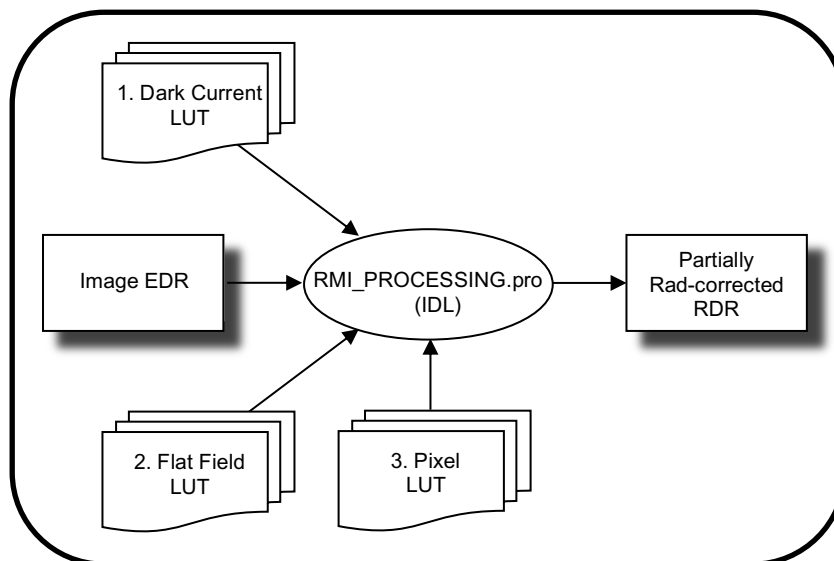 1. Dark Current
LUT
Image EDR
RMI_PROCESSING.pro
(IDL)
Partially
Rad-corrected
RDR
2. Flat Field
LUT
3. Pixel
LUT